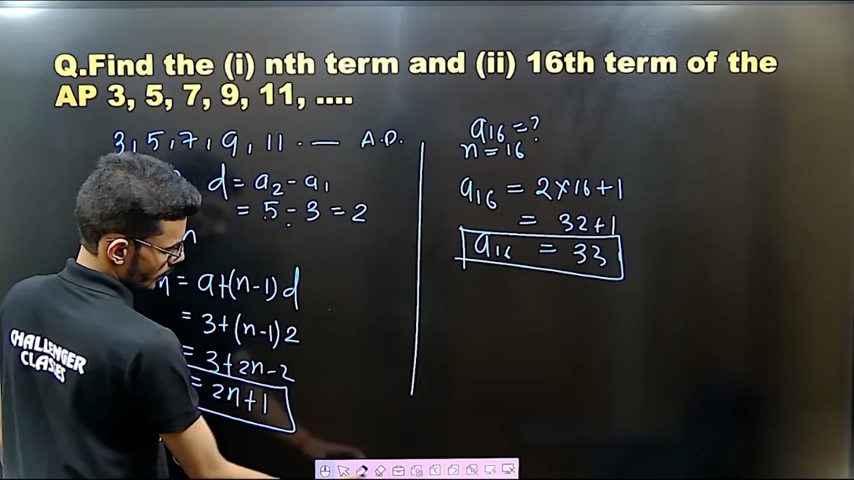 Q.Find the (i) nth term and (ii) 16th term of the
AP 3, 5, 7, 9, 11, ....
3, 5, 7, 9, 11 . — A.P.
d = a₂ - a₁
= 5 - 3 = 2
n
n = a+(n-1)d
= 3+(n-1)2
= 3+2n-2
= 2n+1
a₁₆ = ?
n = 16
a₁₆ = 2×16+1
= 32+1
a₁₆ = 33
CHALLENGER
CLASSES